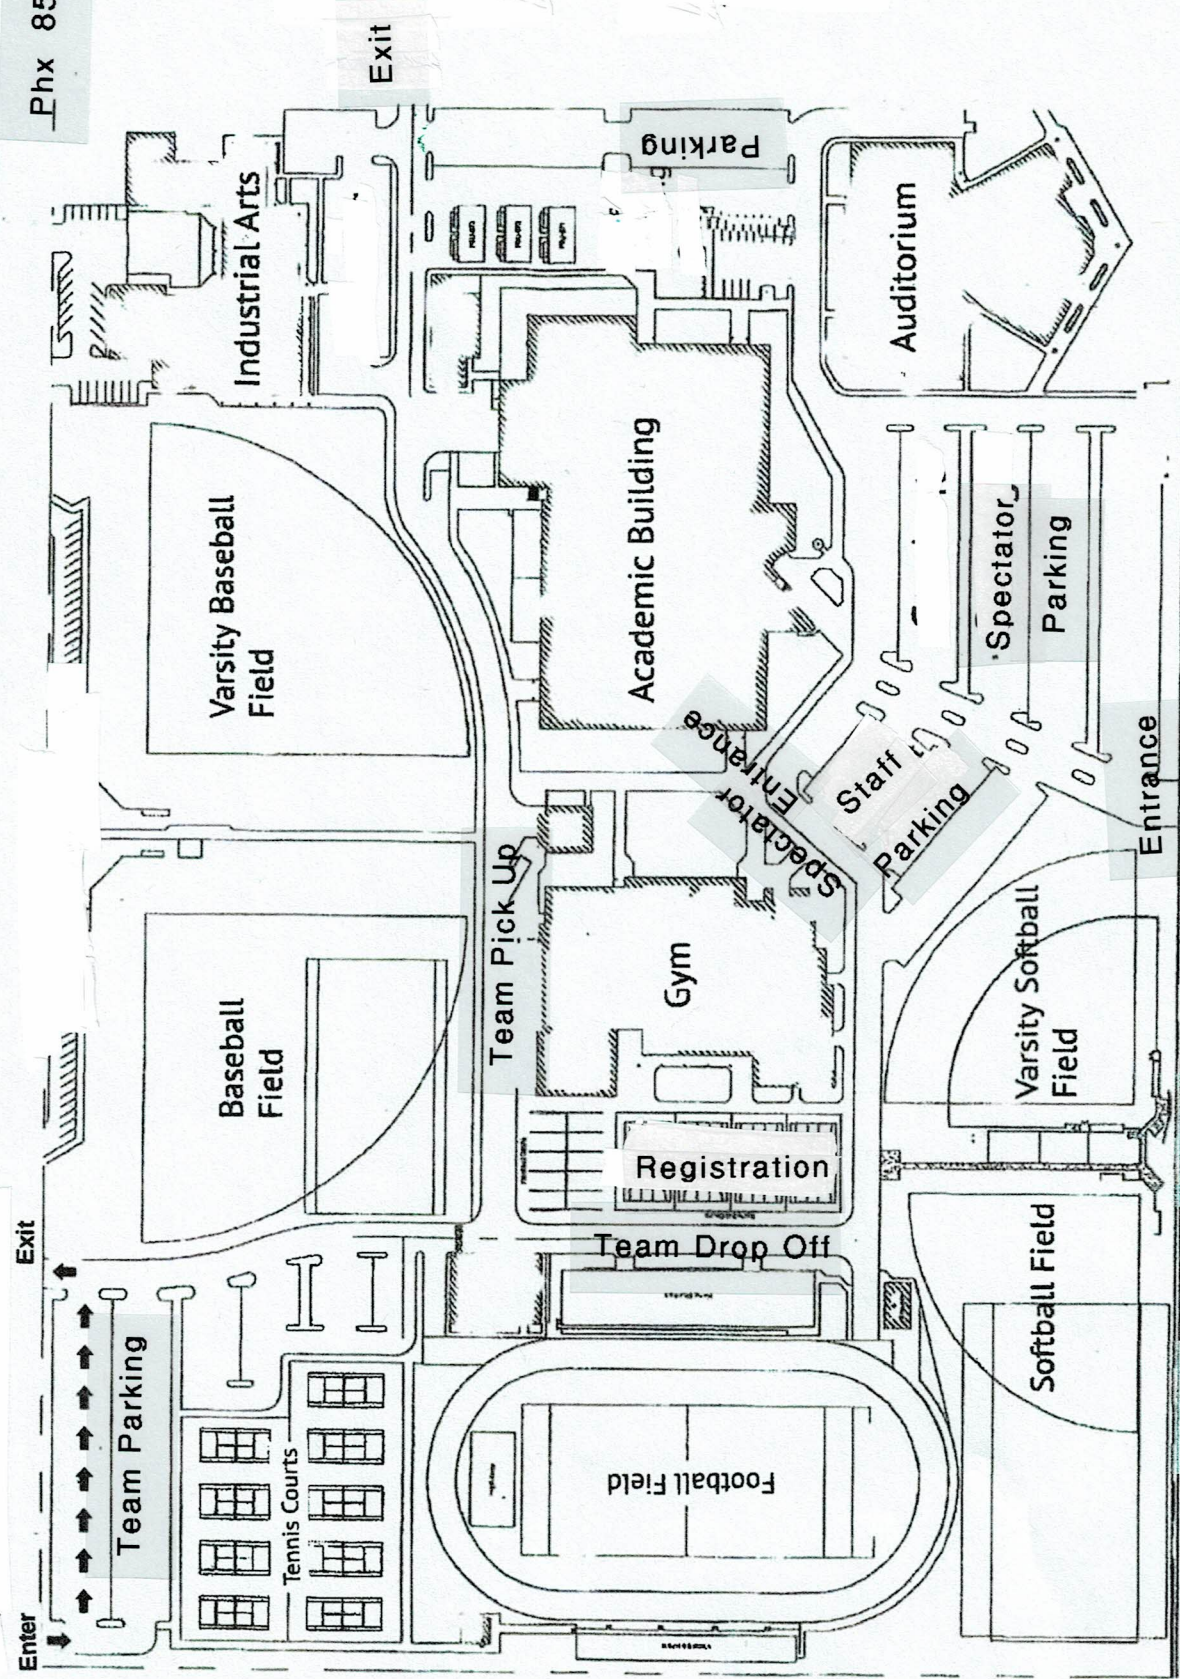 Phx 85
Exit
Parking
Industrial Arts
Auditorium
Varsity Baseball
Field
Academic Building
Spectator
Parking
Spectator
Entrance
Staff
Parking
Entrance
Team Pick Up
Gym
Baseball
Field
Varsity Softball
Field
Registration
Team Drop Off
Exit
Softball Field
Team Parking
Tennis Courts
Football Field
Enter